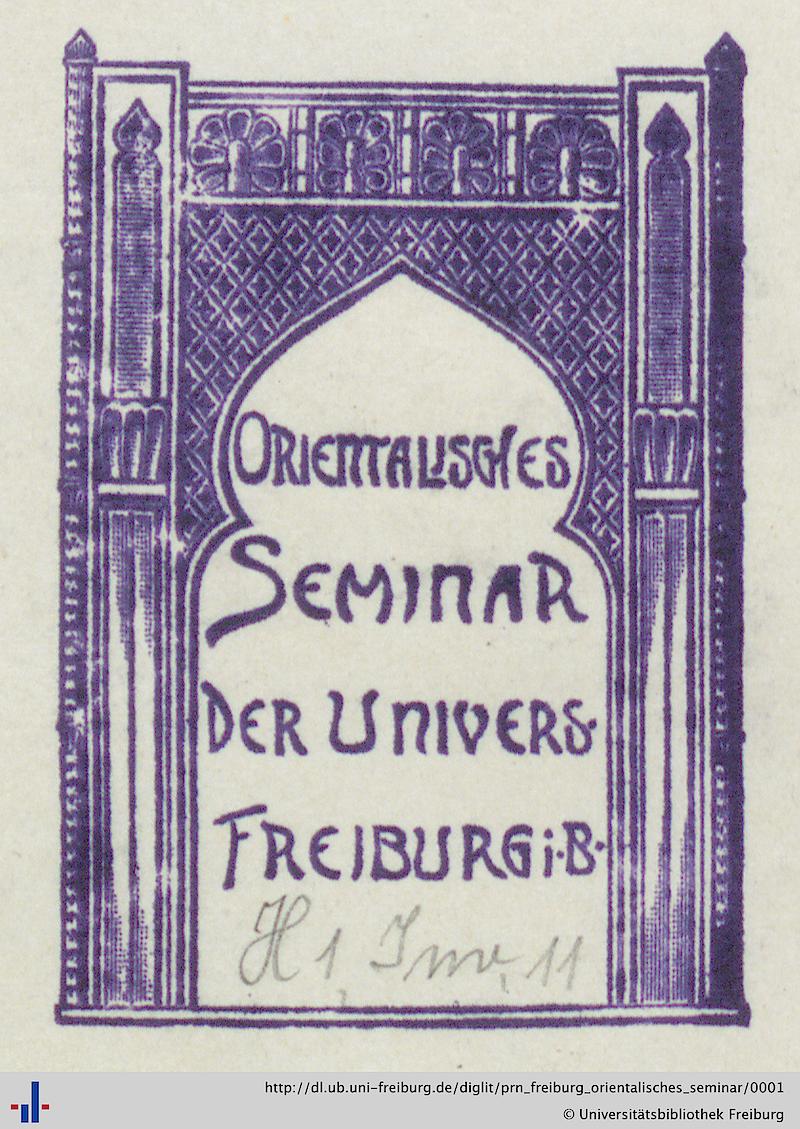 ORIENTALISCHES
SEMINAR
DER UNIVERS·
FREIBURG i·B·
H 1, Inv. 11
http://dl.ub.uni-freiburg.de/diglit/prn_freiburg_orientalisches_seminar/0001
© Universitätsbibliothek Freiburg